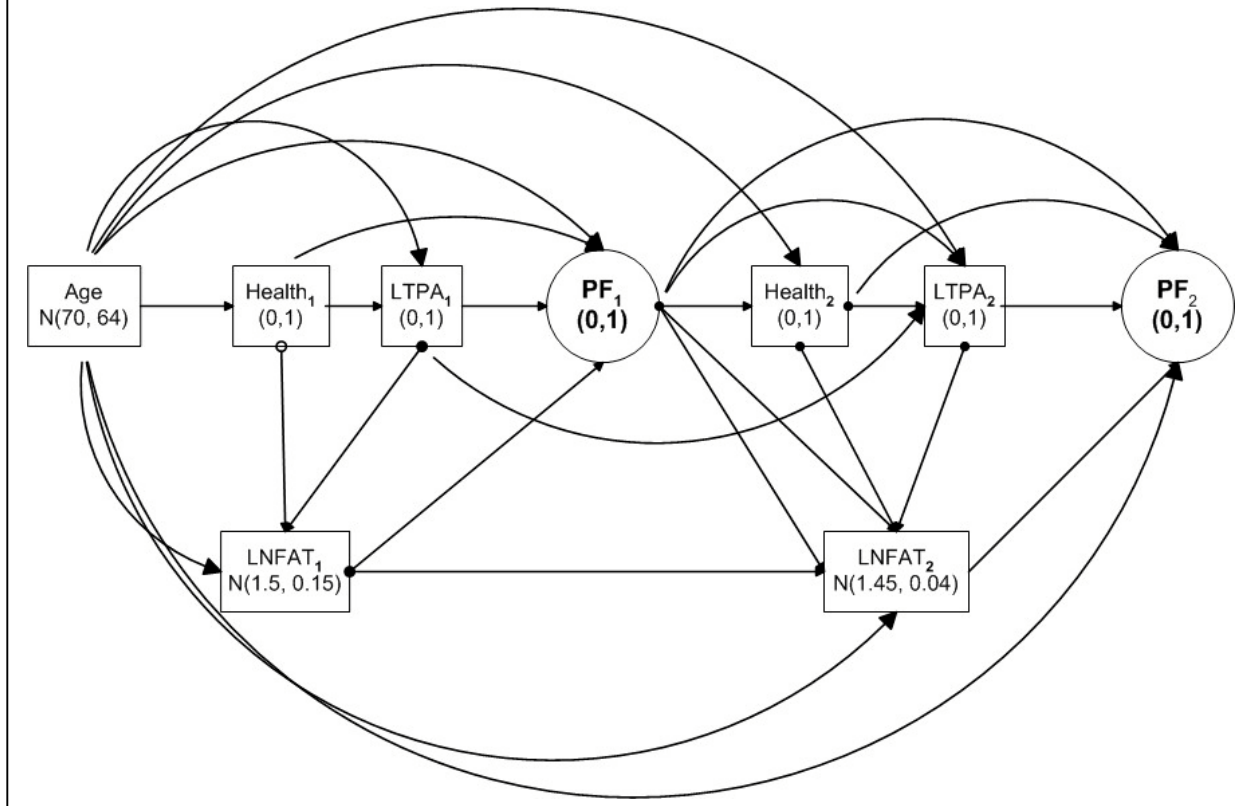 Age
N(70, 64)
Health₁
(0,1)
LTPA₁
(0,1)
PF₁
(0,1)
Health₂
(0,1)
LTPA₂
(0,1)
PF₂
(0,1)
LNFAT₁
N(1.5, 0.15)
LNFAT₂
N(1.45, 0.04)